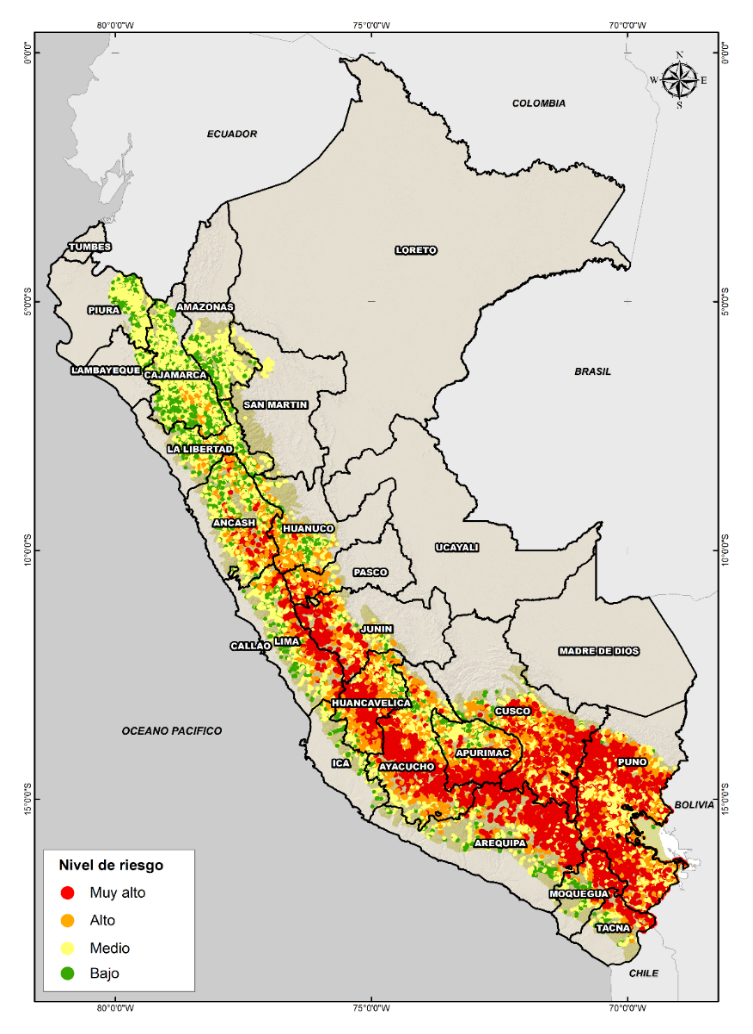 80°0'0"W
75°0'0"W
70°0'0"W
0°0'0"
0°0'0"
N
W
E
S
COLOMBIA
ECUADOR
TUMBES
LORETO
5°0'0"S
5°0'0"S
PIURA
AMAZONAS
LAMBAYEQUE
CAJAMARCA
BRASIL
SAN MARTIN
LA LIBERTAD
ANCASH
HUANUCO
10°0'0"S
10°0'0"S
UCAYALI
PASCO
JUNIN
CALLAO
LIMA
MADRE DE DIOS
HUANCAVELICA
CUSCO
OCEANO PACIFICO
APURIMAC
ICA
AYACUCHO
PUNO
15°0'0"S
15°0'0"S
BOLIVIA
AREQUIPA
MOQUEGUA
TACNA
CHILE
Nivel de riesgo
Muy alto
Alto
Medio
Bajo
80°0'0"W
75°0'0"W
70°0'0"W